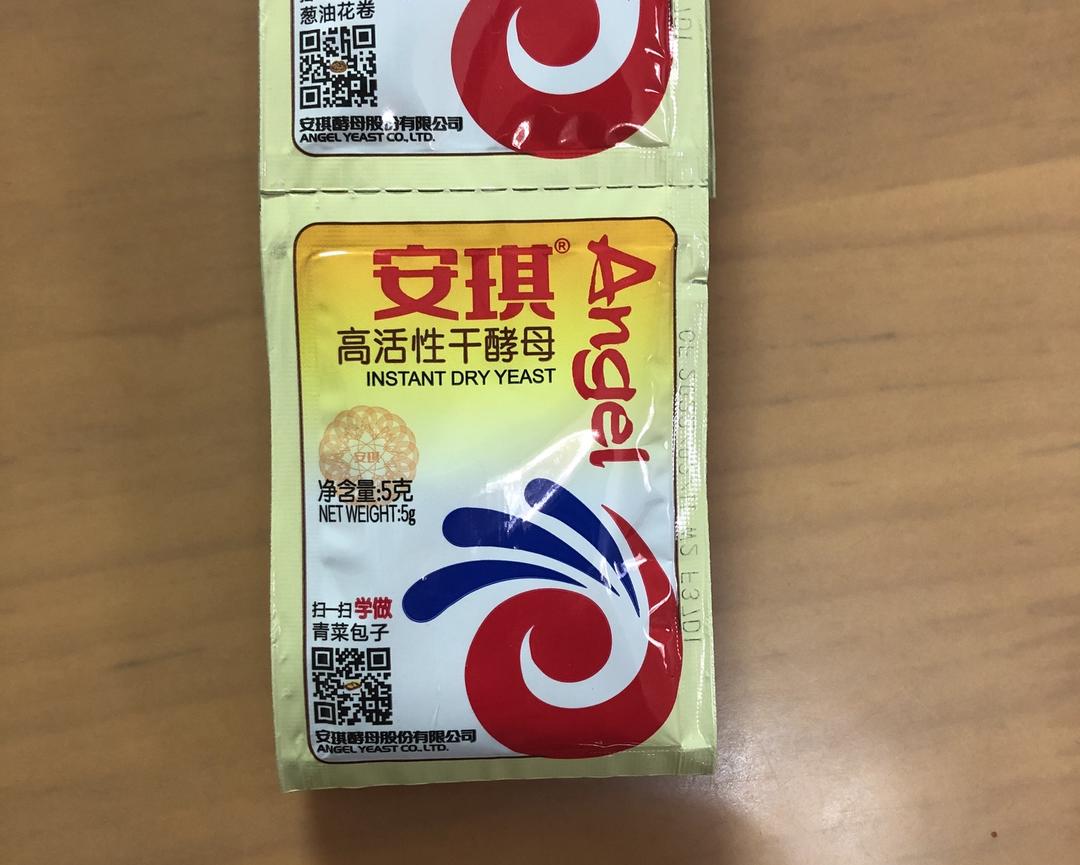 葱油花卷
安琪酵母股份有限公司
ANGEL YEAST CO., LTD.
安琪®
Angel
高活性干酵母
INSTANT DRY YEAST
安琪
净含量:5克
NET WEIGHT:5g
扫一扫学做
青菜包子
安琪酵母股份有限公司
ANGEL YEAST CO., LTD.